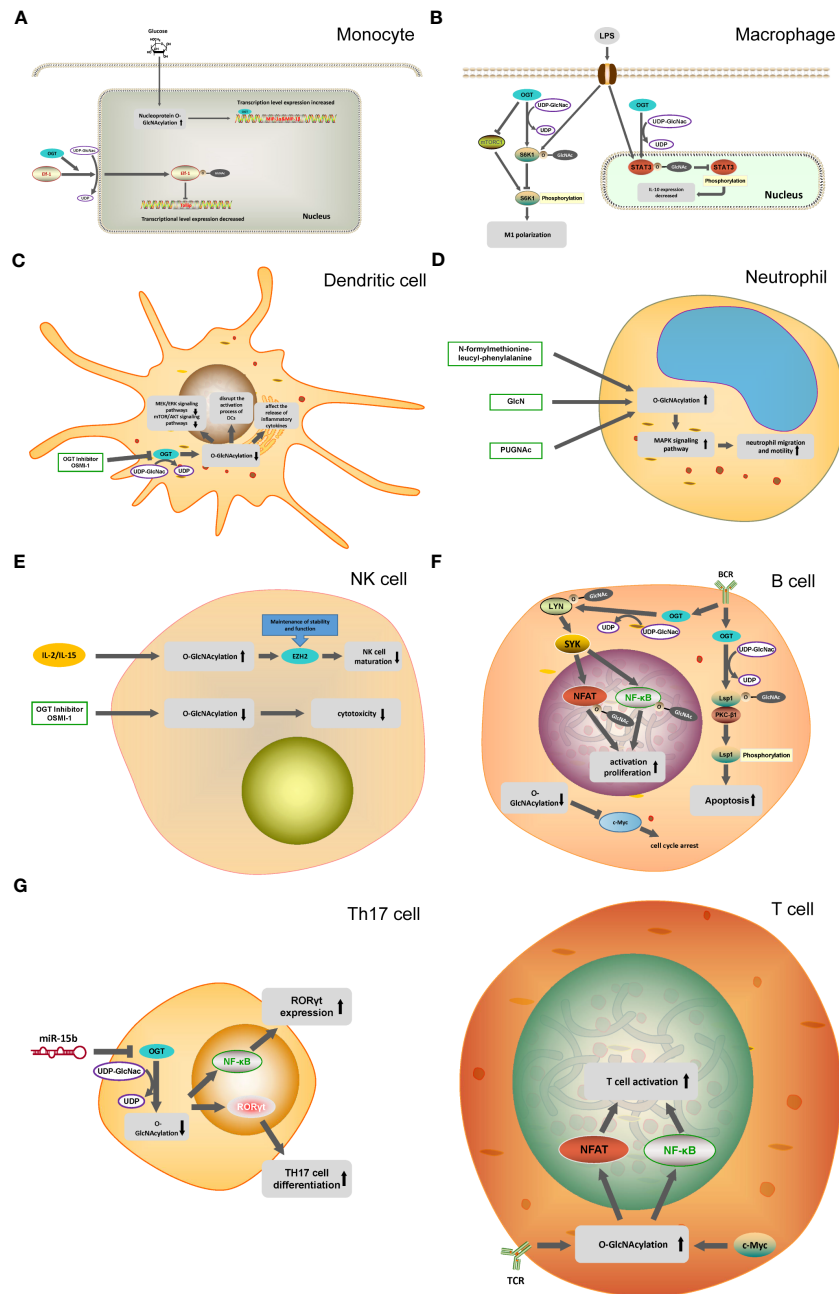 A
Monocyte
Glucose
Transcription level expression increased
Nucleoprotein O-
GlcNAcylation
OGT
UDP-GlcNac
Elf-1
UDP
Elf-1
O
GlcNAc
Transcriptional level expression decreased
Nucleus
B
Macrophage
LPS
OGT
UDP-GlcNac
UDP
mTORC1
S6K1
O
GlcNAc
S6K1
Phosphorylation
M1 polarization
OGT
UDP-GlcNac
UDP
STAT3
O
GlcNAc
STAT3
Phosphorylation
IL-10 expression
decreased
Nucleus
C
Dendritic cell
MEK/ERK signaling
pathways
mTOR/AKT signaling
pathways
disrupt the
activation
process of
DCs
affect the
release of
inflammatory
cytokines
OGT Inhibitor
OSMI-1
OGT
UDP-GlcNac
UDP
O-GlcNAcylation
D
Neutrophil
N-formylmethionine-
leucyl-phenylalanine
GlcN
PUGNAc
O-GlcNAcylation
MAPK signaling
pathway
neutrophil migration
and motility
E
NK cell
Maintenence of stability
and function
IL-2/IL-15
O-GlcNAcylation
EZH2
NK cell
maturation
OGT Inhibitor
OSMI-1
O-GlcNAcylation
cytotoxicity
F
B cell
BCR
LYN
O
GlcNAc
OGT
UDP
UDP-GlcNac
SYK
OGT
UDP-GlcNac
UDP
NFAT
O
GlcNAc
NF-κB
O
GlcNAc
Lsp1
O
GlcNAc
PKC-β1
Lsp1
Phosphorylation
activation
proliferation
Apoptosis
O-
GlcNAcylation
c-Myc
cell cycle arrest
G
Th17 cell
miR-15b
OGT
UDP-GlcNac
UDP
O-
GlcNAcylation
NF-κB
RORγt
RORγt
expression
TH17 cell
differentiation
T cell
T cell activation
NFAT
NF-κB
O-GlcNAcylation
c-Myc
TCR